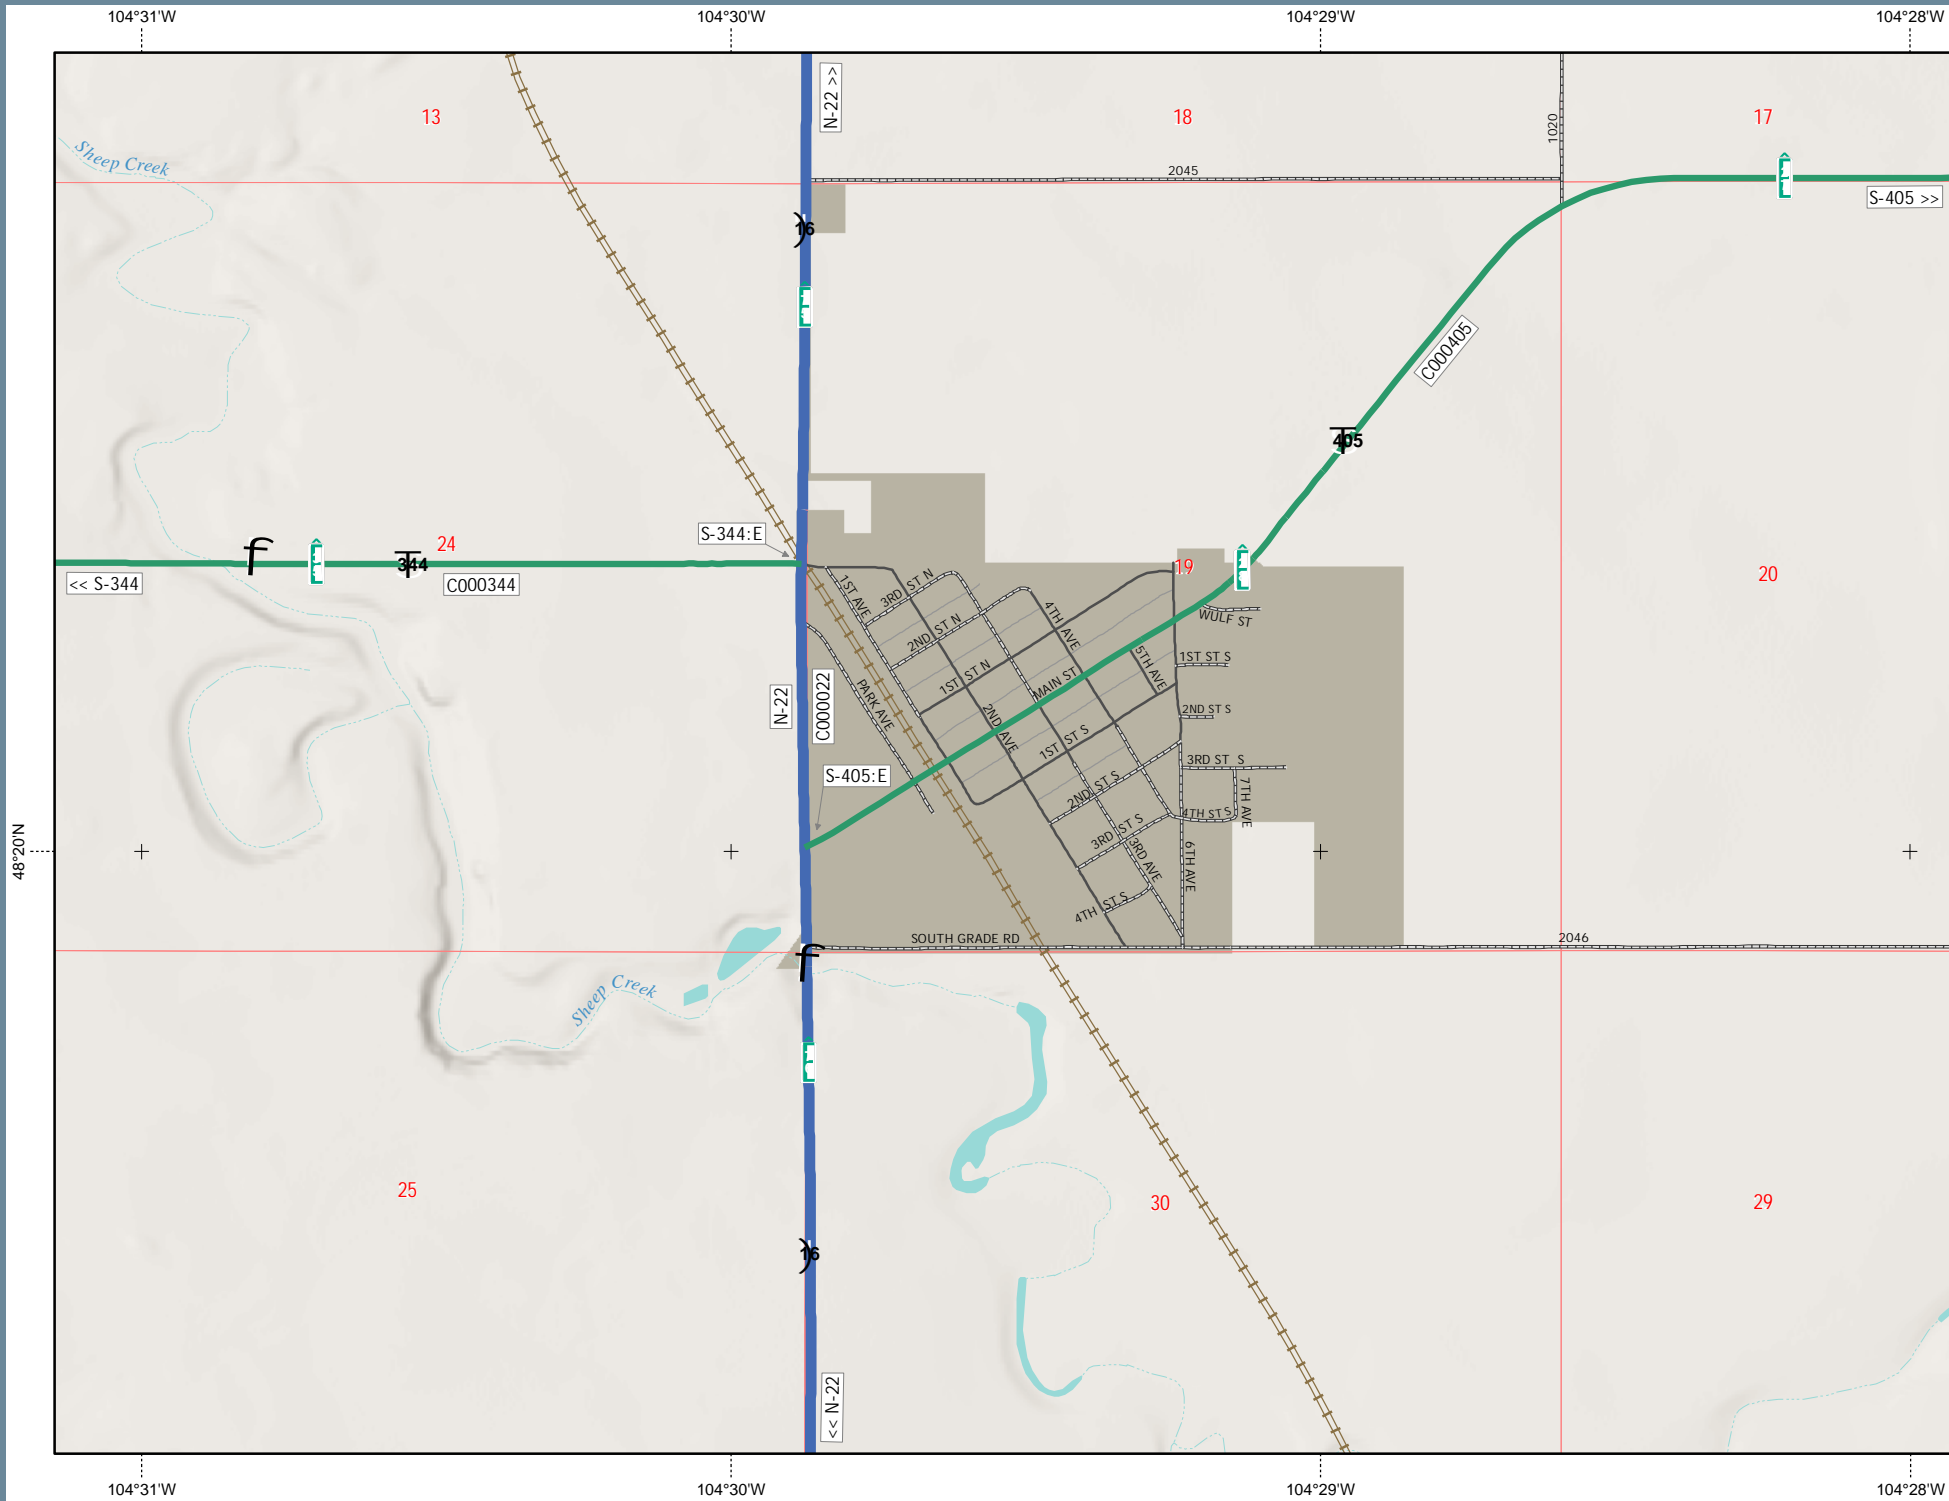 104°31'W
104°30'W
104°29'W
104°28'W
N-22 >>
13
18
17
1020
Sheep Creek
2045
S-405 >>
16
C000405
405
S-344:E
24
344
<< S-344
C000344
19
20
1ST AVE
3RD ST N
2ND ST N
4TH AVE
WULF ST
1ST ST N
MAIN ST
5TH AVE
1ST ST S
PARK AVE
N-22
C000022
2ND AVE
1ST ST S
2ND ST S
S-405:E
3RD ST S
2ND ST S
7TH AVE
4TH ST S
3RD ST S
3RD AVE
6TH AVE
48°20'N
4TH ST S
SOUTH GRADE RD
2046
Sheep Creek
25
30
29
16
<< N-22
104°31'W
104°30'W
104°29'W
104°28'W